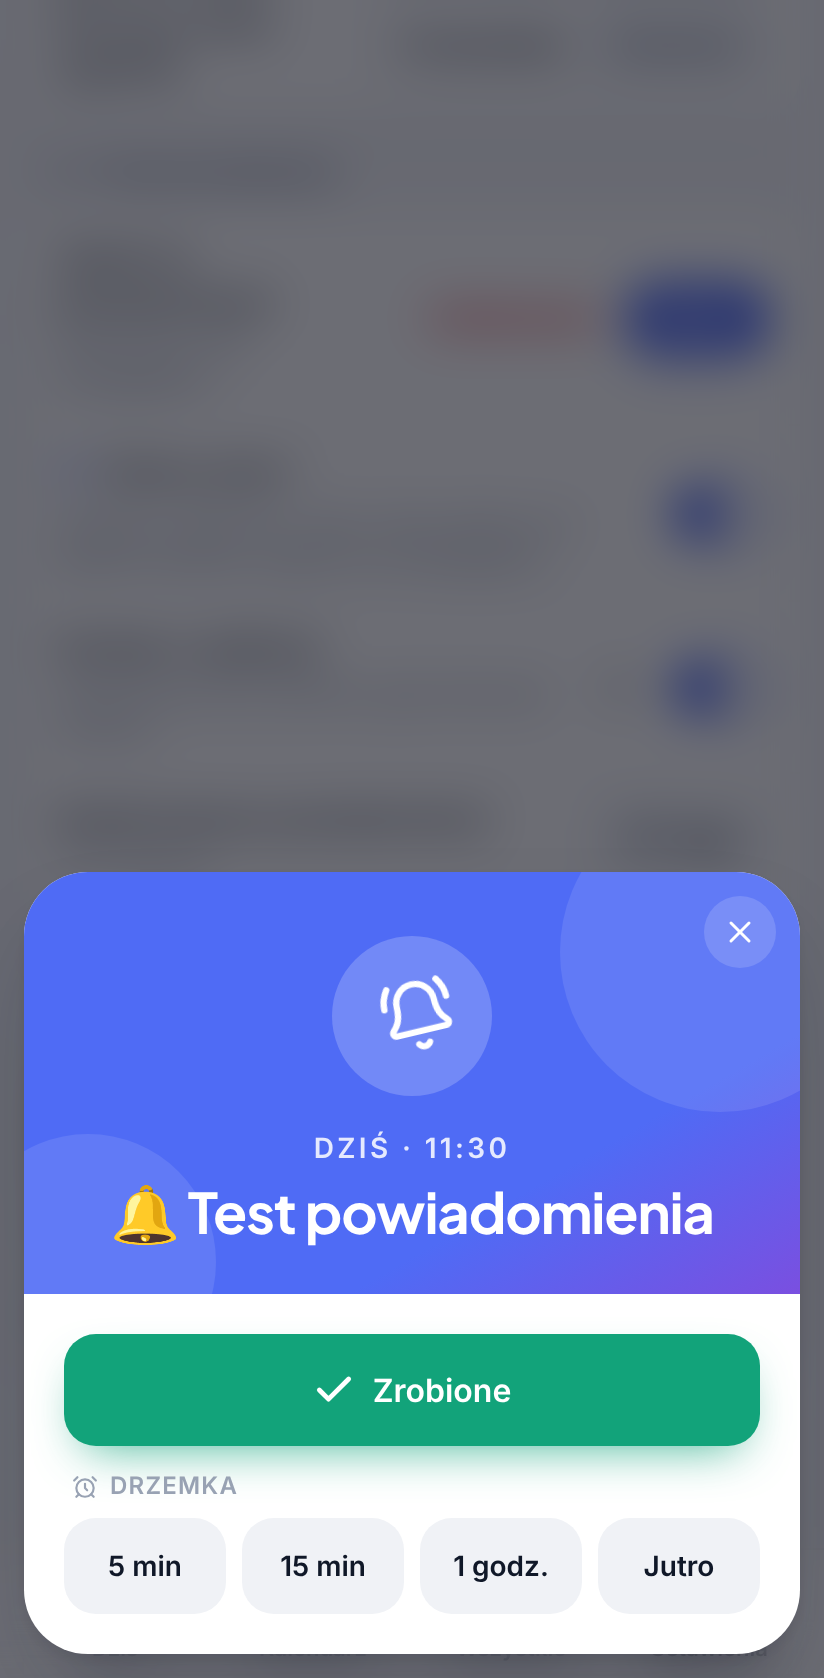 DZIŚ · 11:30
🔔 Test powiadomienia
Zrobione
DRZEMKA
5 min
15 min
1 godz.
Jutro